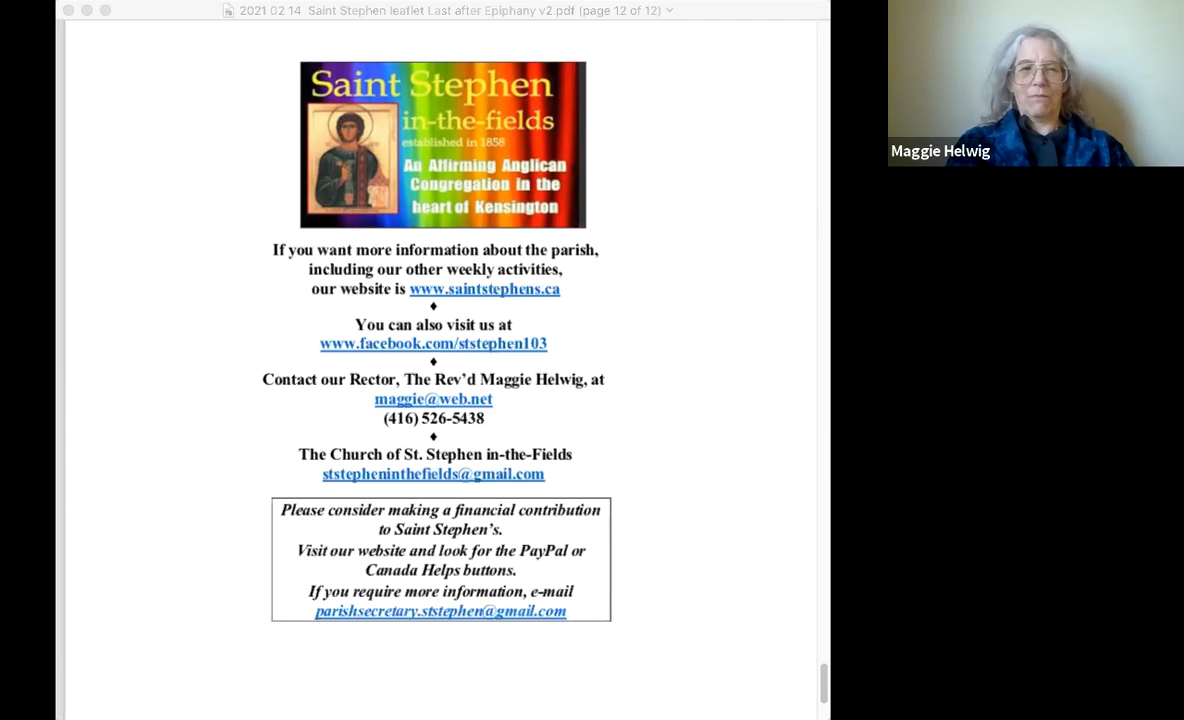 2021 02 14 Saint Stephen leaflet Last after Epiphany v2.pdf (page 12 of 12)
Saint Stephen
in-the-fields
established in 1858
An Affirming Anglican
Congregation in the
heart of Kensington
If you want more information about the parish,
including our other weekly activities,
our website is www.saintstephens.ca
You can also visit us at
www.facebook.com/ststephen103
Contact our Rector, The Rev’d Maggie Helwig, at
maggie@web.net
(416) 526-5438
The Church of St. Stephen in-the-Fields
ststepheninthefields@gmail.com
Please consider making a financial contribution
to Saint Stephen’s.
Visit our website and look for the PayPal or
Canada Helps buttons.
If you require more information, e-mail
parishsecretary.ststephen@gmail.com
Maggie Helwig